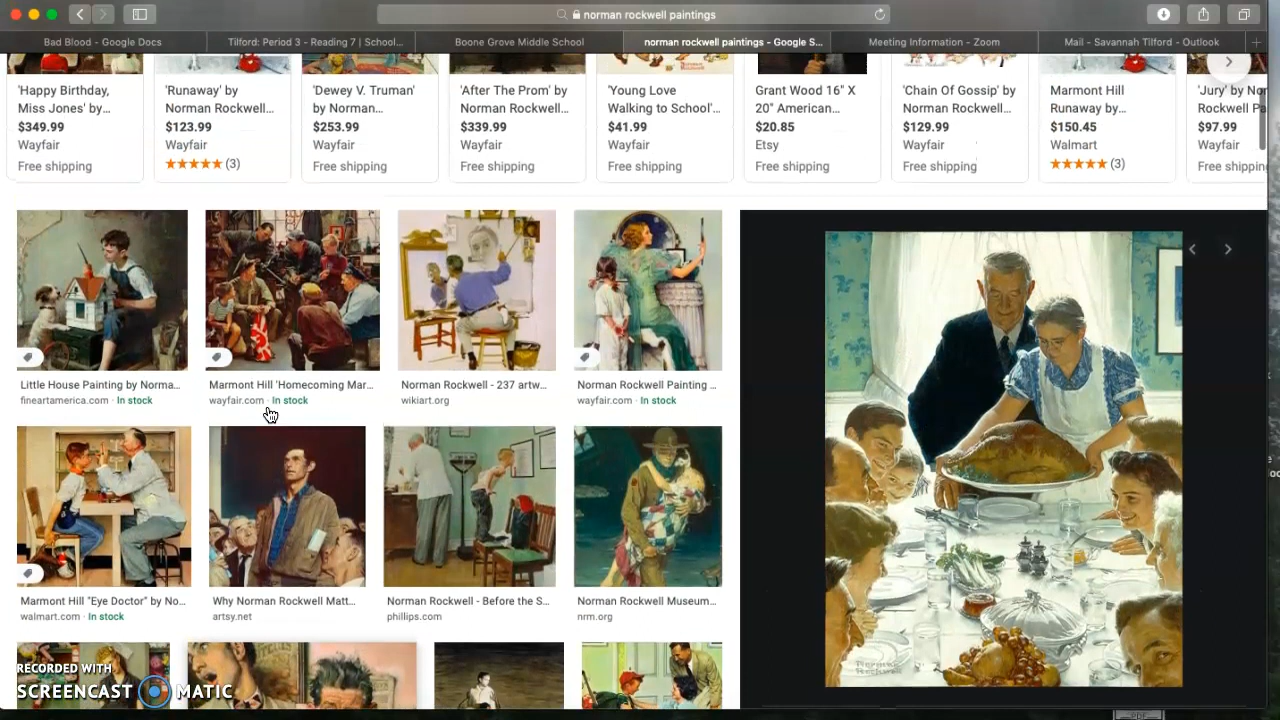 norman rockwell paintings
Bad Blood - Google Docs
Tilford: Period 3 - Reading 7 | School...
Boone Grove Middle School
norman rockwell paintings - Google S...
Meeting Information - Zoom
Mail - Savannah Tilford - Outlook
'Happy Birthday,
Miss Jones' by...
$349.99
Wayfair
Free shipping
'Runaway' by
Norman Rockwell...
$123.99
Wayfair
(3)
'Dewey V. Truman'
by Norman...
$253.99
Wayfair
Free shipping
'After The Prom' by
Norman Rockwell...
$339.99
Wayfair
Free shipping
'Young Love
Walking to School'...
$41.99
Wayfair
Free shipping
Grant Wood 16" X
20" American...
$20.85
Etsy
Free shipping
'Chain Of Gossip' by
Norman Rockwell...
$129.99
Wayfair
Free shipping
Marmont Hill
Runaway by...
$150.45
Walmart
(3)
'Jury' by No
Rockwell Pa
$97.99
Wayfair
Free shippin
Little House Painting by Norma...
fineartamerica.com · In stock
Marmont Hill 'Homecoming Mar...
wayfair.com · In stock
Norman Rockwell - 237 artw...
wikiart.org
Norman Rockwell Painting ...
wayfair.com · In stock
Marmont Hill "Eye Doctor" by No...
walmart.com · In stock
Why Norman Rockwell Matt...
artsy.net
Norman Rockwell - Before the S...
phillips.com
Norman Rockwell Museum...
nrm.org
Norman
Rockwell
RECORDED WITH
SCREENCAST MATIC